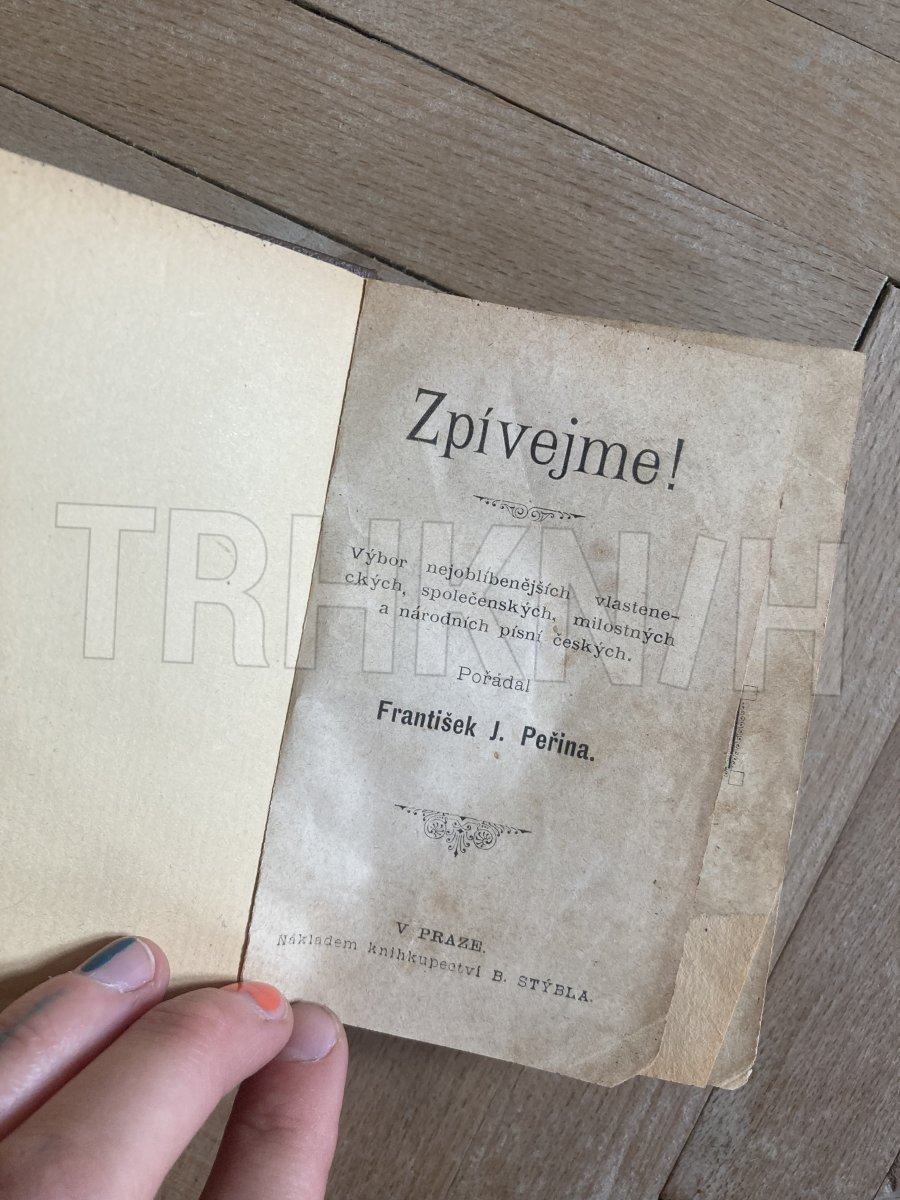 Zpívejme!
Výbor nejoblíbenějších vlastene-
ckých, společenských, milostných
a národních písní českých.
Pořádal
František J. Peřina.
V PRAZE.
Nákladem knihkupectví B. STÝBLA.
TRHKNIH